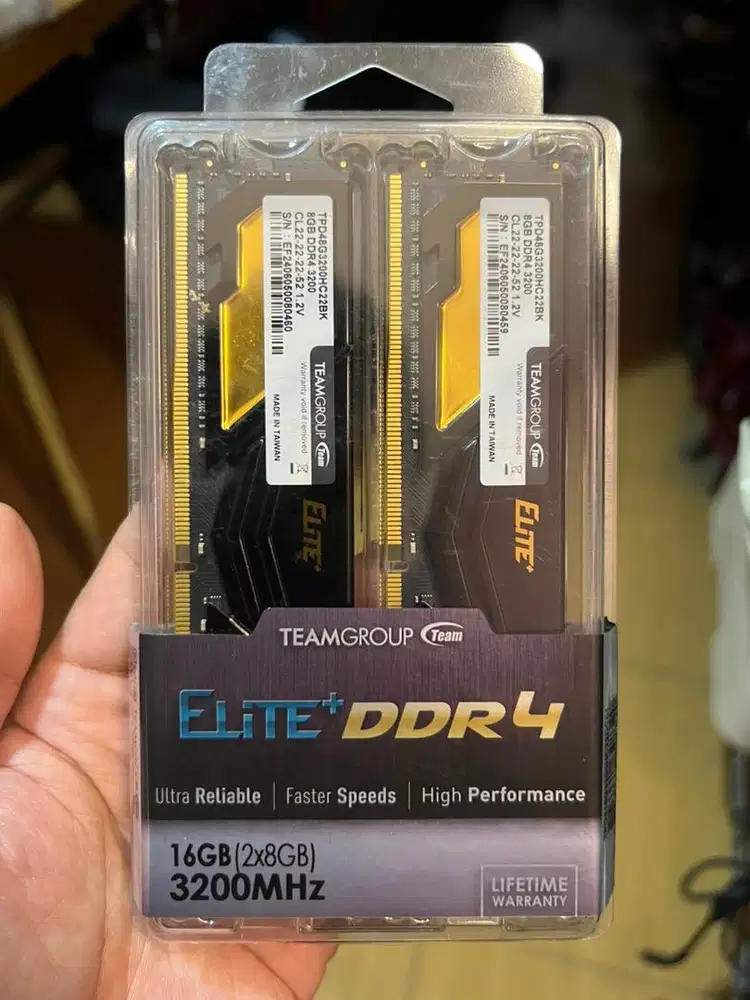 TPD48G3200HC22BK
8GB DDR4 3200
CL22-22-22-52 1.2V
S/N : EF2406050080460
TEAMGROUP Team
Warranty void if removed
MADE IN TAIWAN
ELiTE+
TPD48G3200HC22BK
8GB DDR4 3200
CL22-22-22-52 1.2V
S/N : EF2406050080459
TEAMGROUP Team
Warranty void if removed
MADE IN TAIWAN
ELiTE+
TEAMGROUP Team
ELiTE+ DDR4
Ultra Reliable | Faster Speeds | High Performance
16GB (2x8GB)
3200MHz
LIFETIME
WARRANTY